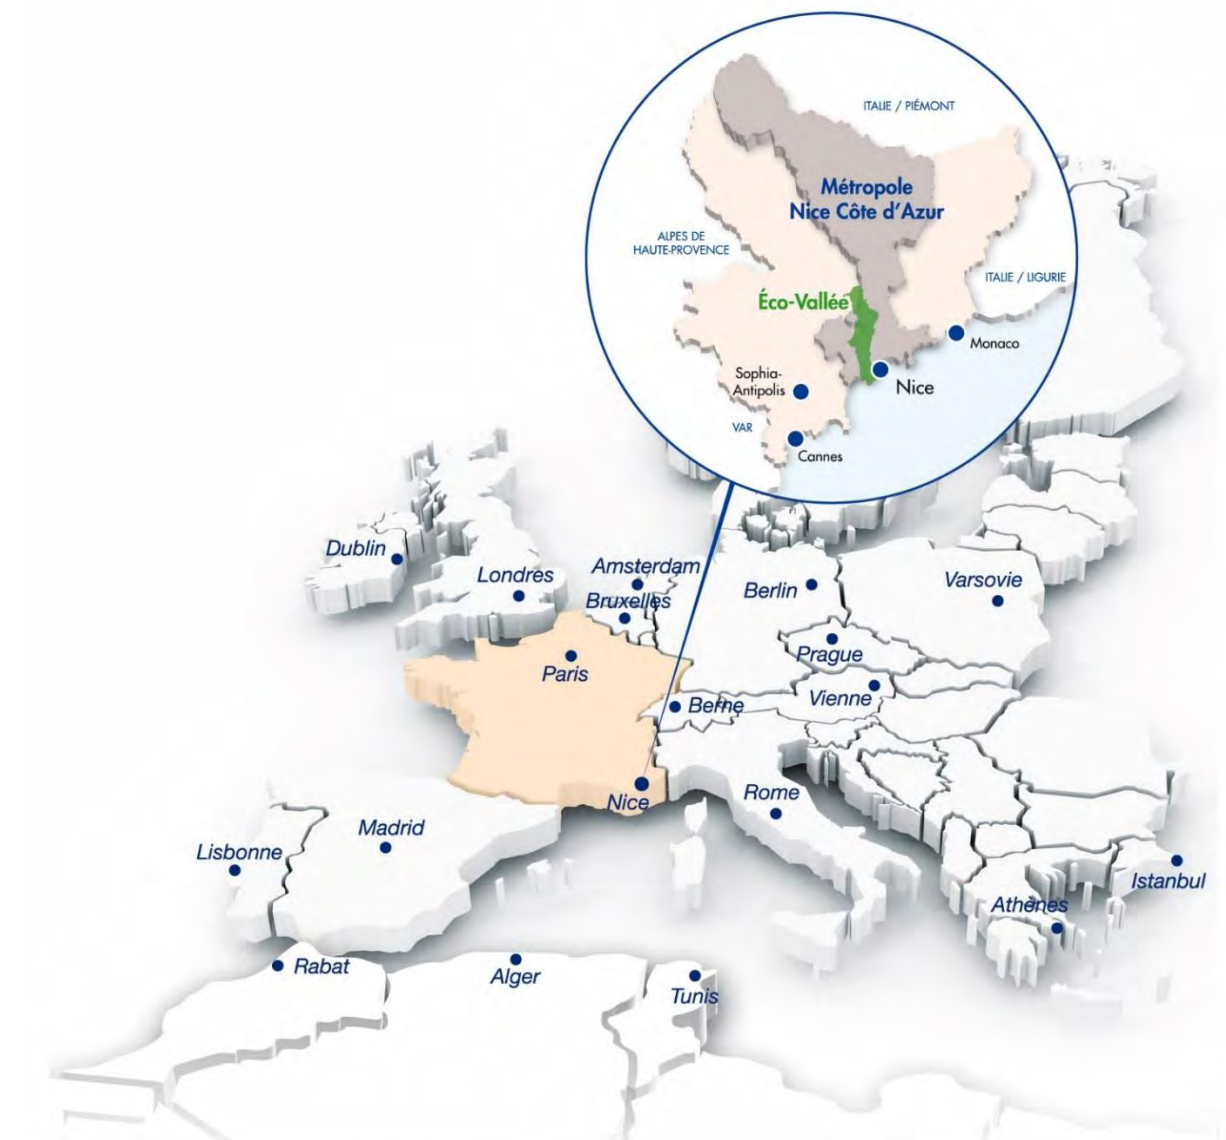 ITALIE / PIÉMONT
Métropole
Nice Côte d'Azur
ALPES DE
HAUTE-PROVENCE
ITALIE / LIGURIE
Éco-Vallée
Monaco
Sophia-
Antipolis
Nice
VAR
Cannes
Dublin
Londres
Amsterdam
Bruxelles
Berlin
Varsovie
Prague
Paris
Vienne
Berne
Nice
Rome
Madrid
Lisbonne
Istanbul
Athènes
Rabat
Alger
Tunis